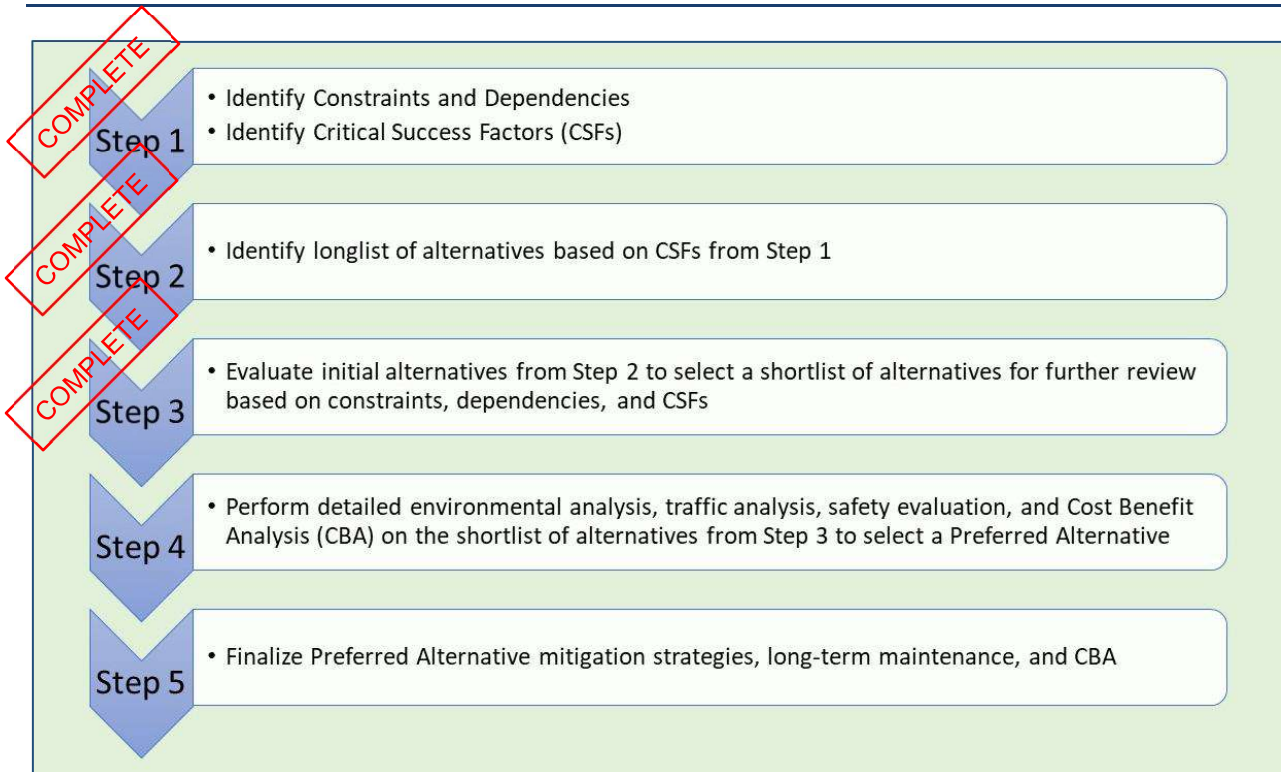 COMPLETE
Step 1
• Identify Constraints and Dependencies
• Identify Critical Success Factors (CSFs)
COMPLETE
Step 2
• Identify longlist of alternatives based on CSFs from Step 1
COMPLETE
Step 3
• Evaluate initial alternatives from Step 2 to select a shortlist of alternatives for further review
based on constraints, dependencies, and CSFs
Step 4
• Perform detailed environmental analysis, traffic analysis, safety evaluation, and Cost Benefit
Analysis (CBA) on the shortlist of alternatives from Step 3 to select a Preferred Alternative
Step 5
• Finalize Preferred Alternative mitigation strategies, long-term maintenance, and CBA